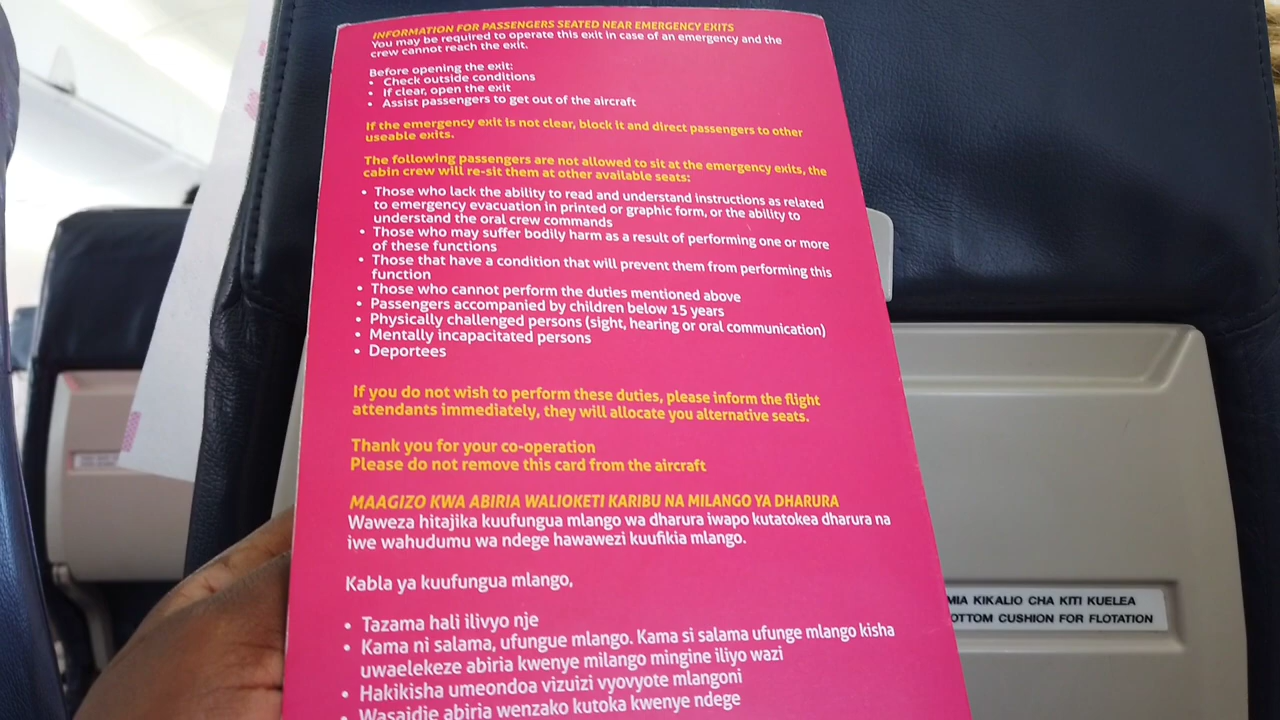 INFORMATION FOR PASSENGERS SEATED NEAR EMERGENCY EXITS
You may be required to operate this exit in case of an emergency and the
crew cannot reach the exit.
Before opening the exit:
• Check outside conditions
• If clear, open the exit
• Assist passengers to get out of the aircraft
If the emergency exit is not clear, block it and direct passengers to other
useable exits.
The following passengers are not allowed to sit at the emergency exits, the
cabin crew will re-sit them at other available seats:
• Those who lack the ability to read and understand instructions as related
to emergency evacuation in printed or graphic form, or the ability to
understand the oral crew commands
• Those who may suffer bodily harm as a result of performing one or more
of these functions
• Those that have a condition that will prevent them from performing this
function
• Those who cannot perform the duties mentioned above
• Passengers accompanied by children below 15 years
• Physically challenged persons (sight, hearing or oral communication)
• Mentally incapacitated persons
• Deportees
If you do not wish to perform these duties, please inform the flight
attendants immediately, they will allocate you alternative seats.
Thank you for your co-operation
Please do not remove this card from the aircraft
MAAGIZO KWA ABIRIA WALIOKETI KARIBU NA MILANGO YA DHARURA
Waweza hitajika kuufungua mlango wa dharura iwapo kutatokea dharura na
iwe wahudumu wa ndege hawawezi kuufikia mlango.
Kabla ya kuufungua mlango,
• Tazama hali ilivyo nje
• Kama ni salama, ufungue mlango. Kama si salama ufunge mlango kisha
uwaelekeze abiria kwenye milango mingine iliyo wazi
• Hakikisha umeondoa vizuizi vyovyote mlangoni
• Wasaidie abiria wenzako kutoka kwenye ndege
KIKALIO CHA KITI KUELEA
CUSHION FOR FLOTATION